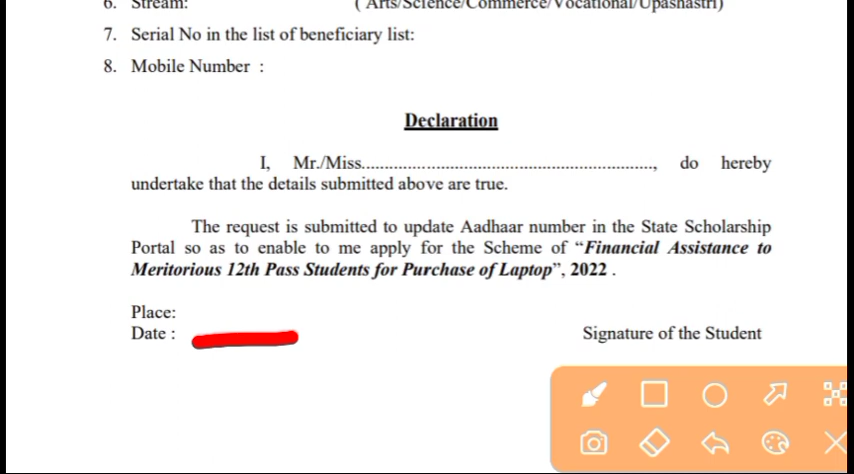 6. Stream: ( Arts/Science/Commerce/Vocational/Upashastri)
7. Serial No in the list of beneficiary list:
8. Mobile Number :
Declaration
I, Mr./Miss..............................................................., do hereby
undertake that the details submitted above are true.
The request is submitted to update Aadhaar number in the State Scholarship
Portal so as to enable to me apply for the Scheme of “Financial Assistance to
Meritorious 12th Pass Students for Purchase of Laptop”, 2022 .
Place:
Date :
Signature of the Student